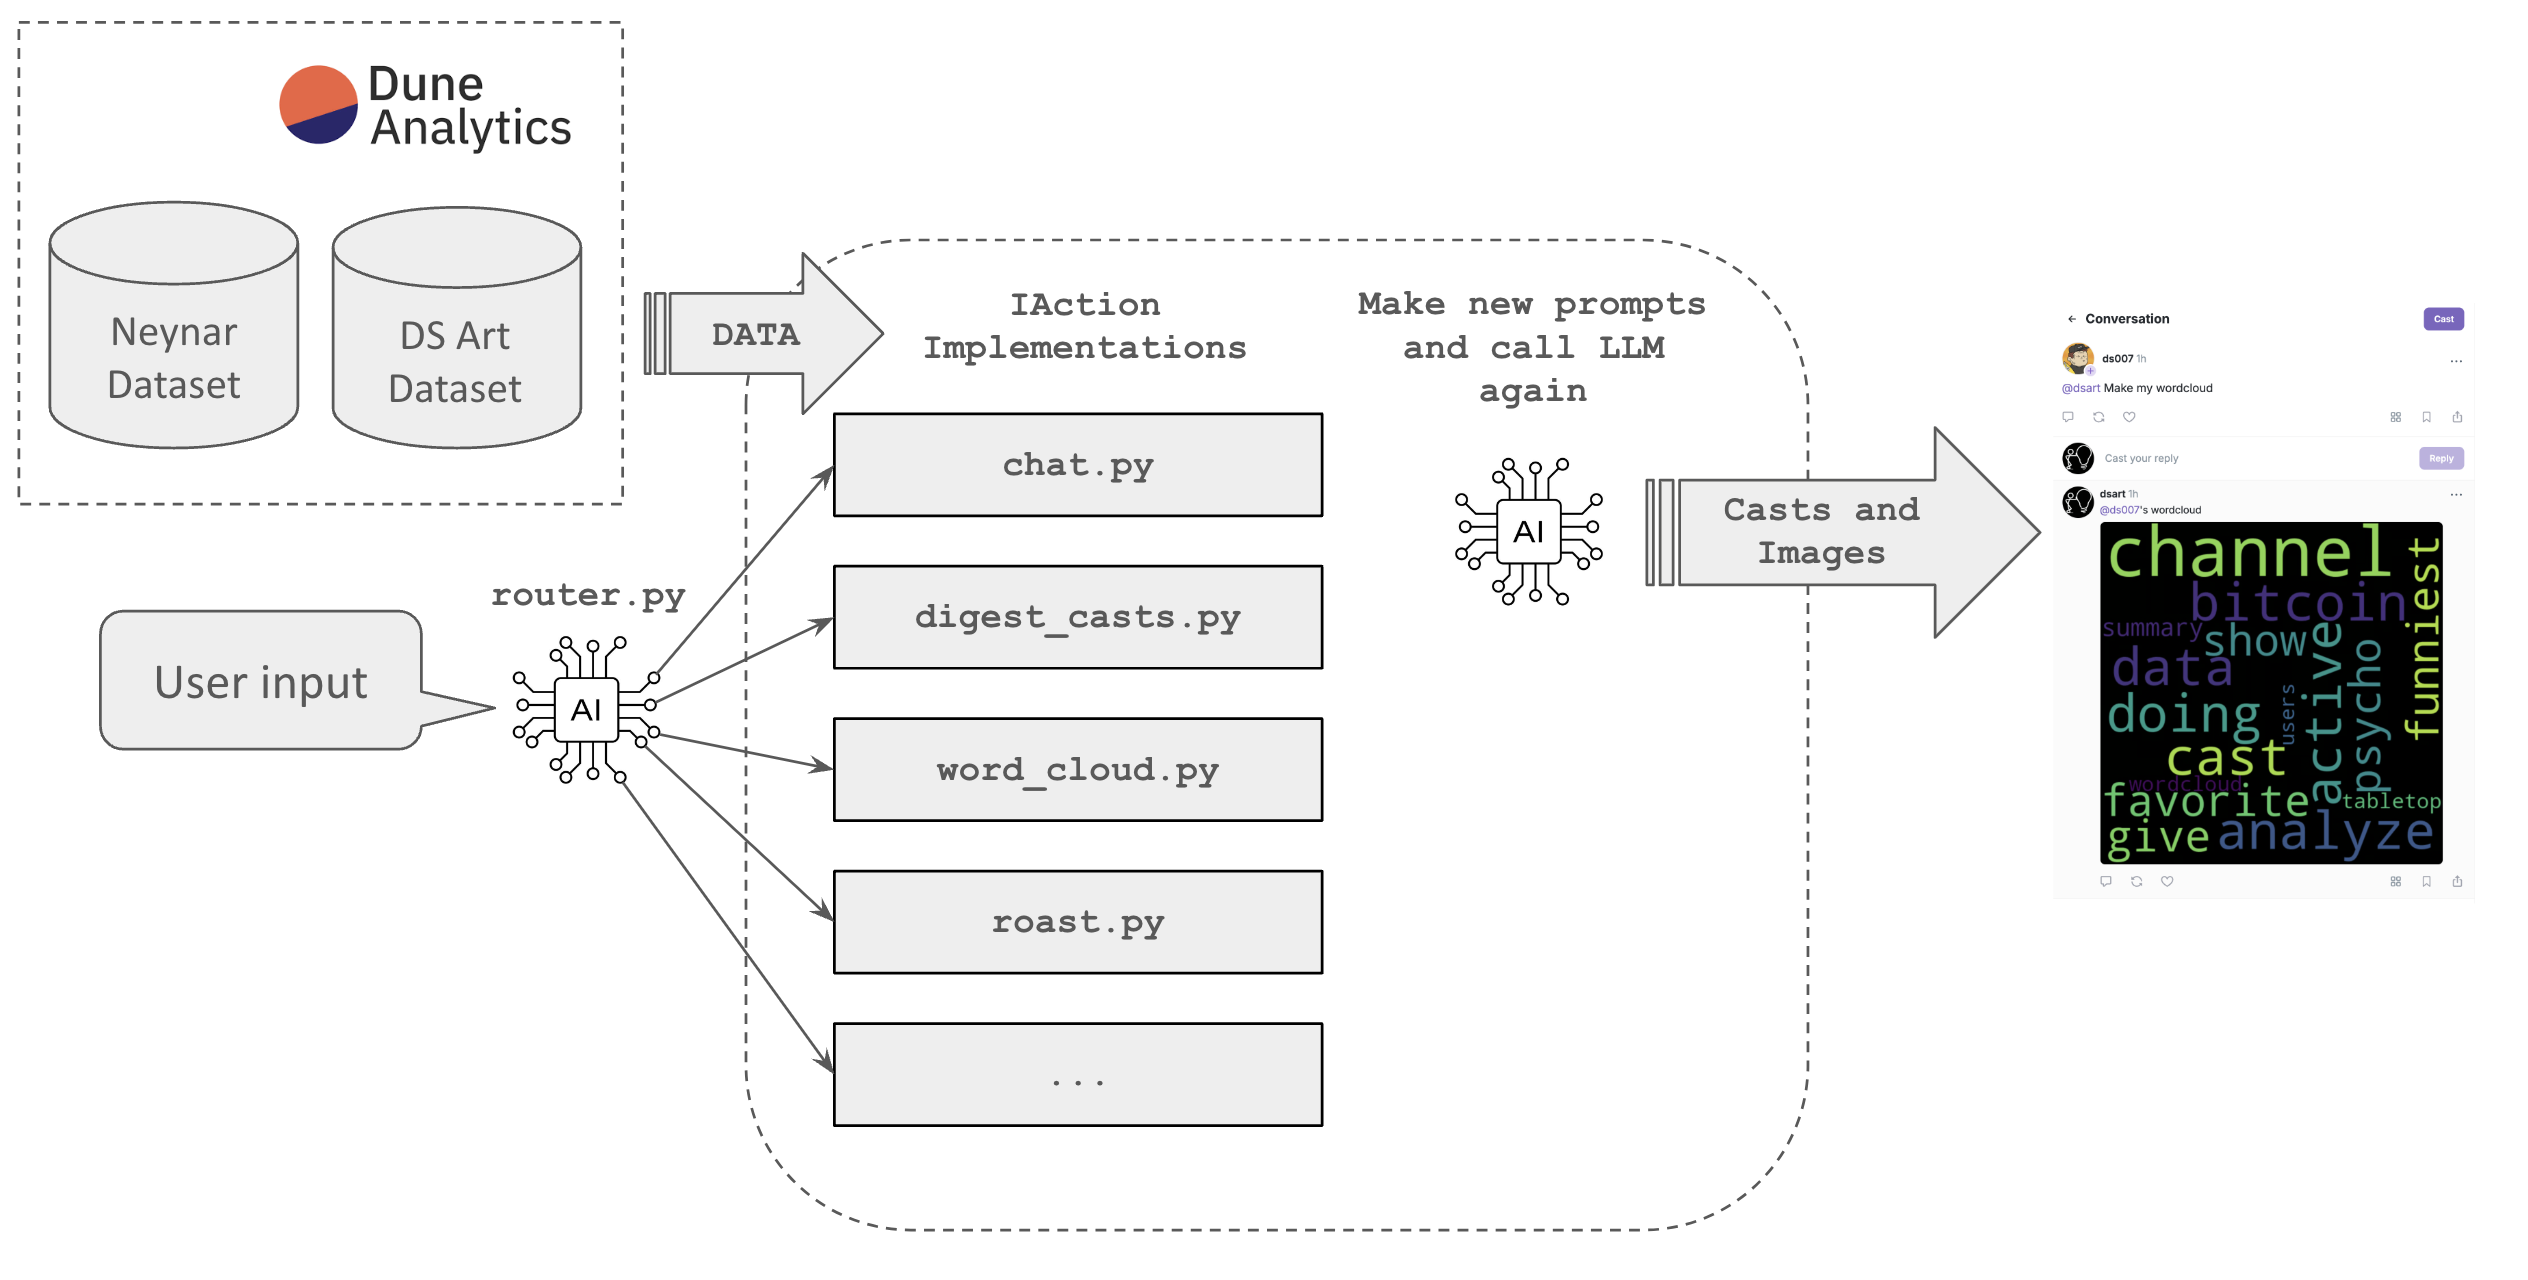 Dune
Analytics
Neynar
Dataset
DS Art
Dataset
DATA
IAction
Implementations
Make new prompts
and call LLM
again
chat.py
digest_casts.py
word_cloud.py
roast.py
...
AI
router.py
User input
AI
Casts and
Images
← Conversation
Cast
ds007 1h
...
@dsart Make my wordcloud
Cast your reply
Reply
dsart 1h
...
@ds007's wordcloud
channel
bitcoin
funniest
summary
show
data
active
psycho
doing
users
cast
wordcloud
favorite
tabletop
give
analyze